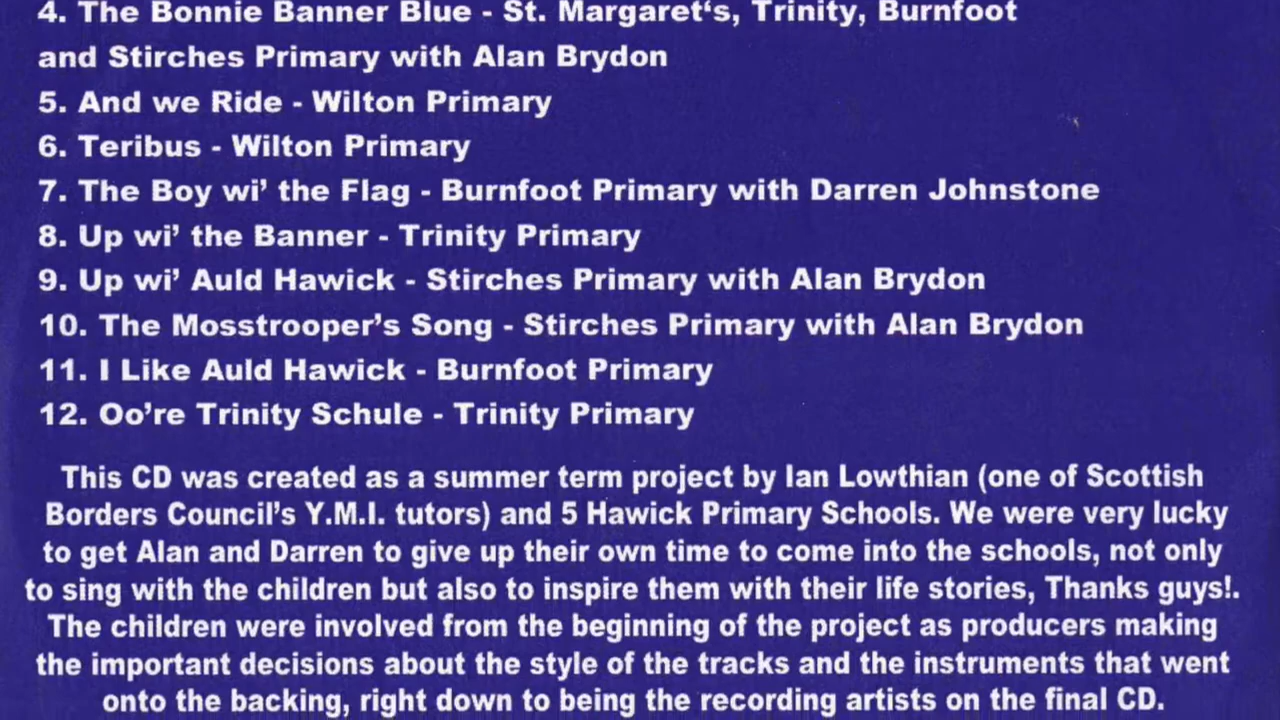 4. The Bonnie Banner Blue - St. Margaret‘s, Trinity, Burnfoot
and Stirches Primary with Alan Brydon
5. And we Ride - Wilton Primary
6. Teribus - Wilton Primary
7. The Boy wi’ the Flag - Burnfoot Primary with Darren Johnstone
8. Up wi’ the Banner - Trinity Primary
9. Up wi’ Auld Hawick - Stirches Primary with Alan Brydon
10. The Mosstrooper’s Song - Stirches Primary with Alan Brydon
11. I Like Auld Hawick - Burnfoot Primary
12. Oo’re Trinity Schule - Trinity Primary
This CD was created as a summer term project by Ian Lowthian (one of Scottish
Borders Council’s Y.M.I. tutors) and 5 Hawick Primary Schools. We were very lucky
to get Alan and Darren to give up their own time to come into the schools, not only
to sing with the children but also to inspire them with their life stories, Thanks guys!.
The children were involved from the beginning of the project as producers making
the important decisions about the style of the tracks and the instruments that went
onto the backing, right down to being the recording artists on the final CD.